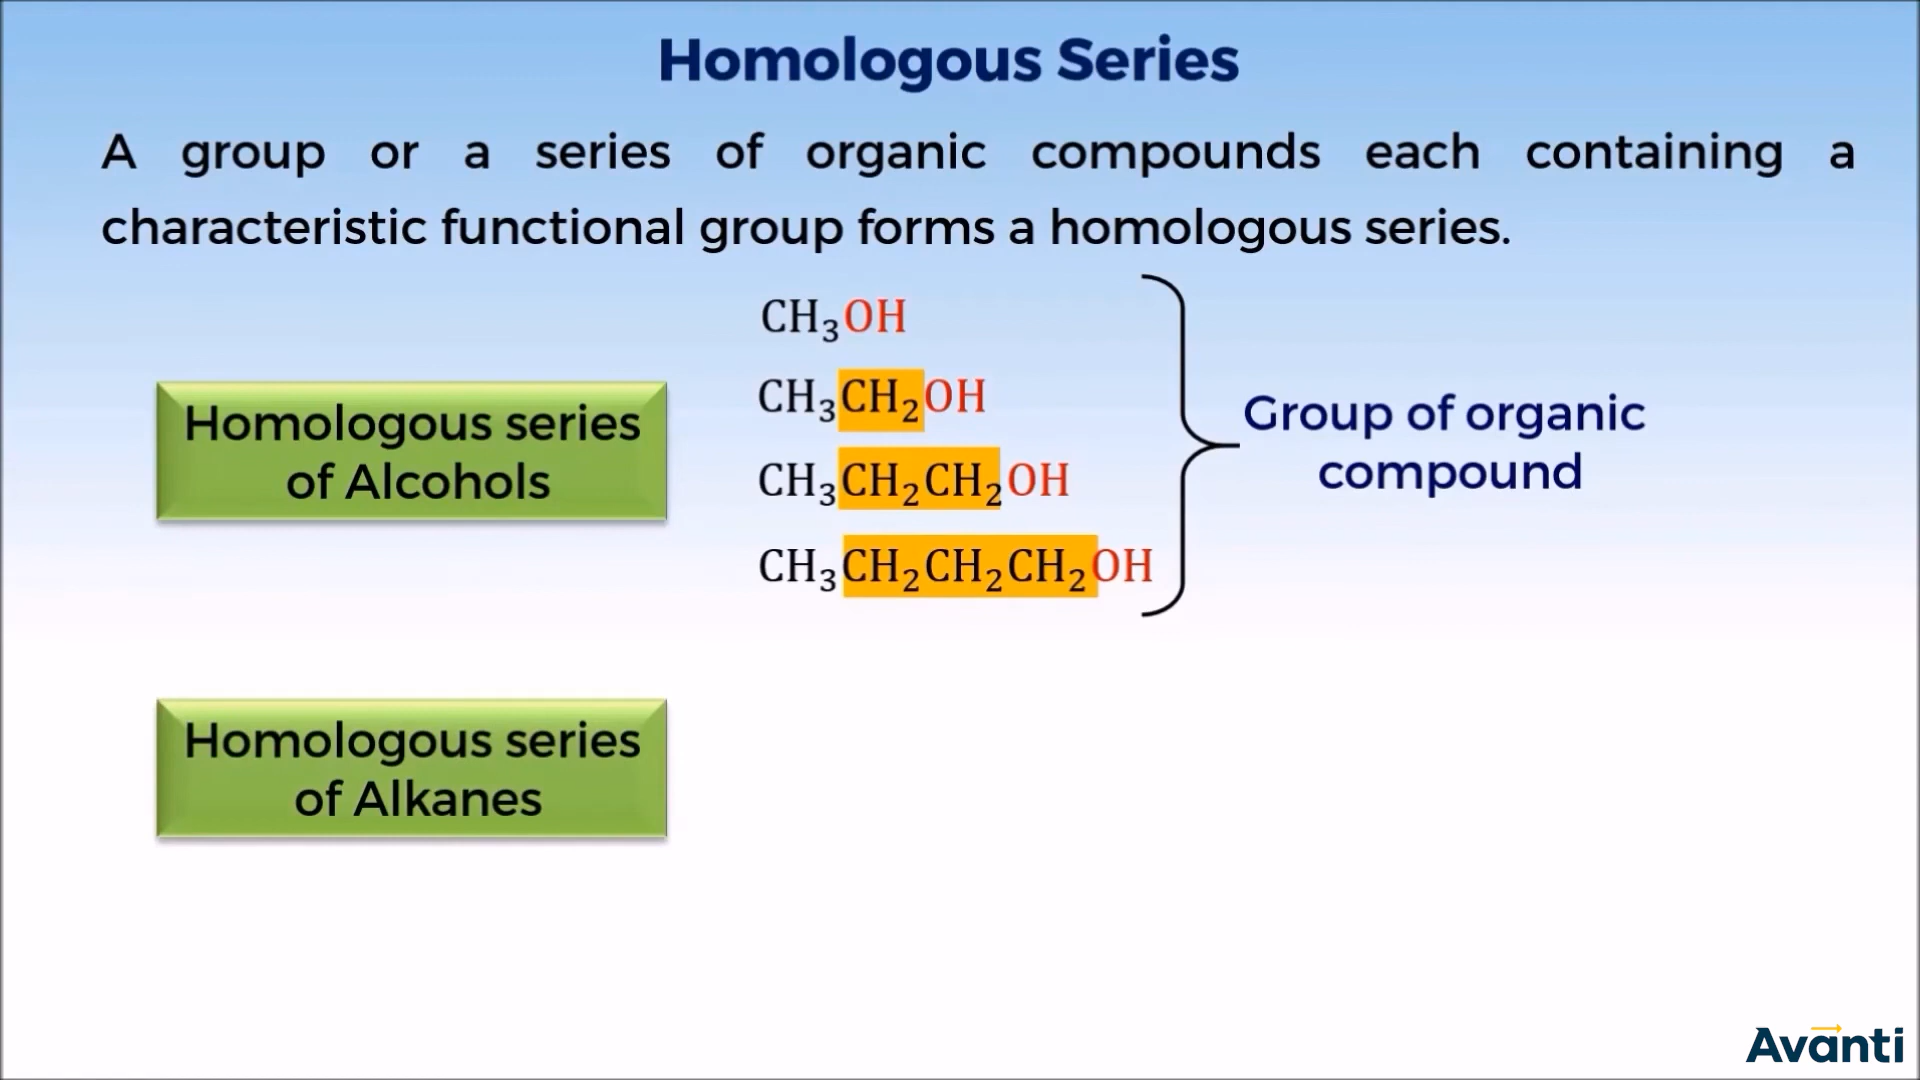 Homologous Series
A group or a series of organic compounds each containing a
characteristic functional group forms a homologous series.
Homologous series
of Alcohols
CH₃OH
CH₃CH₂OH
CH₃CH₂CH₂OH
CH₃CH₂CH₂CH₂OH
Group of organic
compound
Homologous series
of Alkanes
Avanti